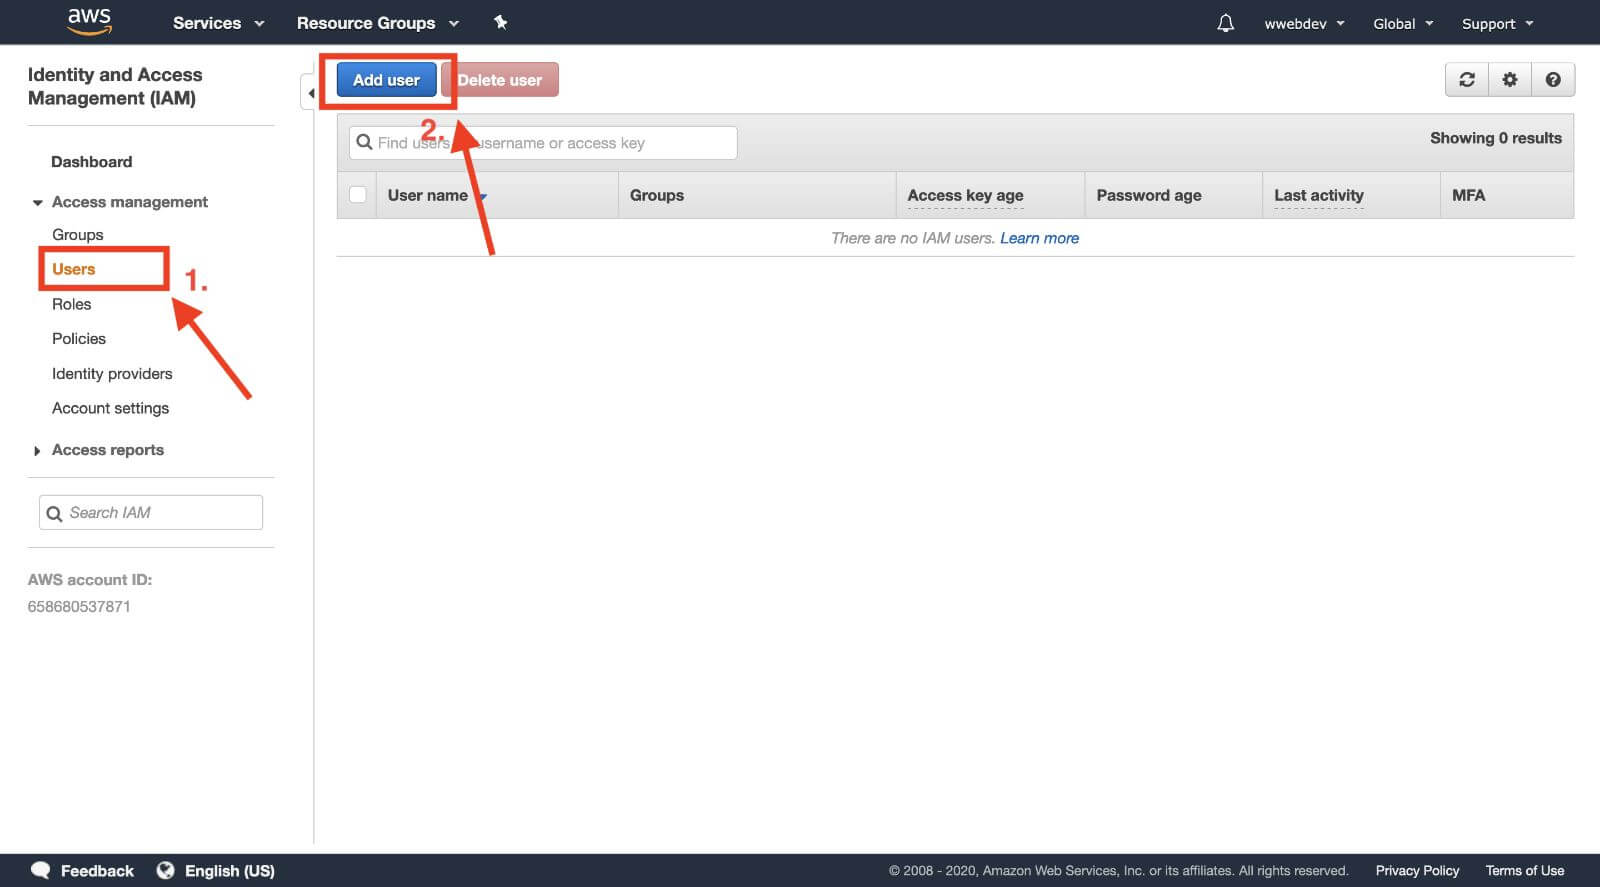 aws Services Resource Groups wwebdev Global Support
Identity and Access
Management (IAM)
Dashboard
Access management
Groups
Users
1.
Roles
Policies
Identity providers
Account settings
Access reports
Search IAM
AWS account ID:
658680537871
Add user Delete user
2.
Find users username or access key
Showing 0 results
User name Groups Access key age Password age Last activity MFA
There are no IAM users. Learn more
Feedback English (US) © 2008 - 2020, Amazon Web Services, Inc. or its affiliates. All rights reserved. Privacy Policy Terms of Use